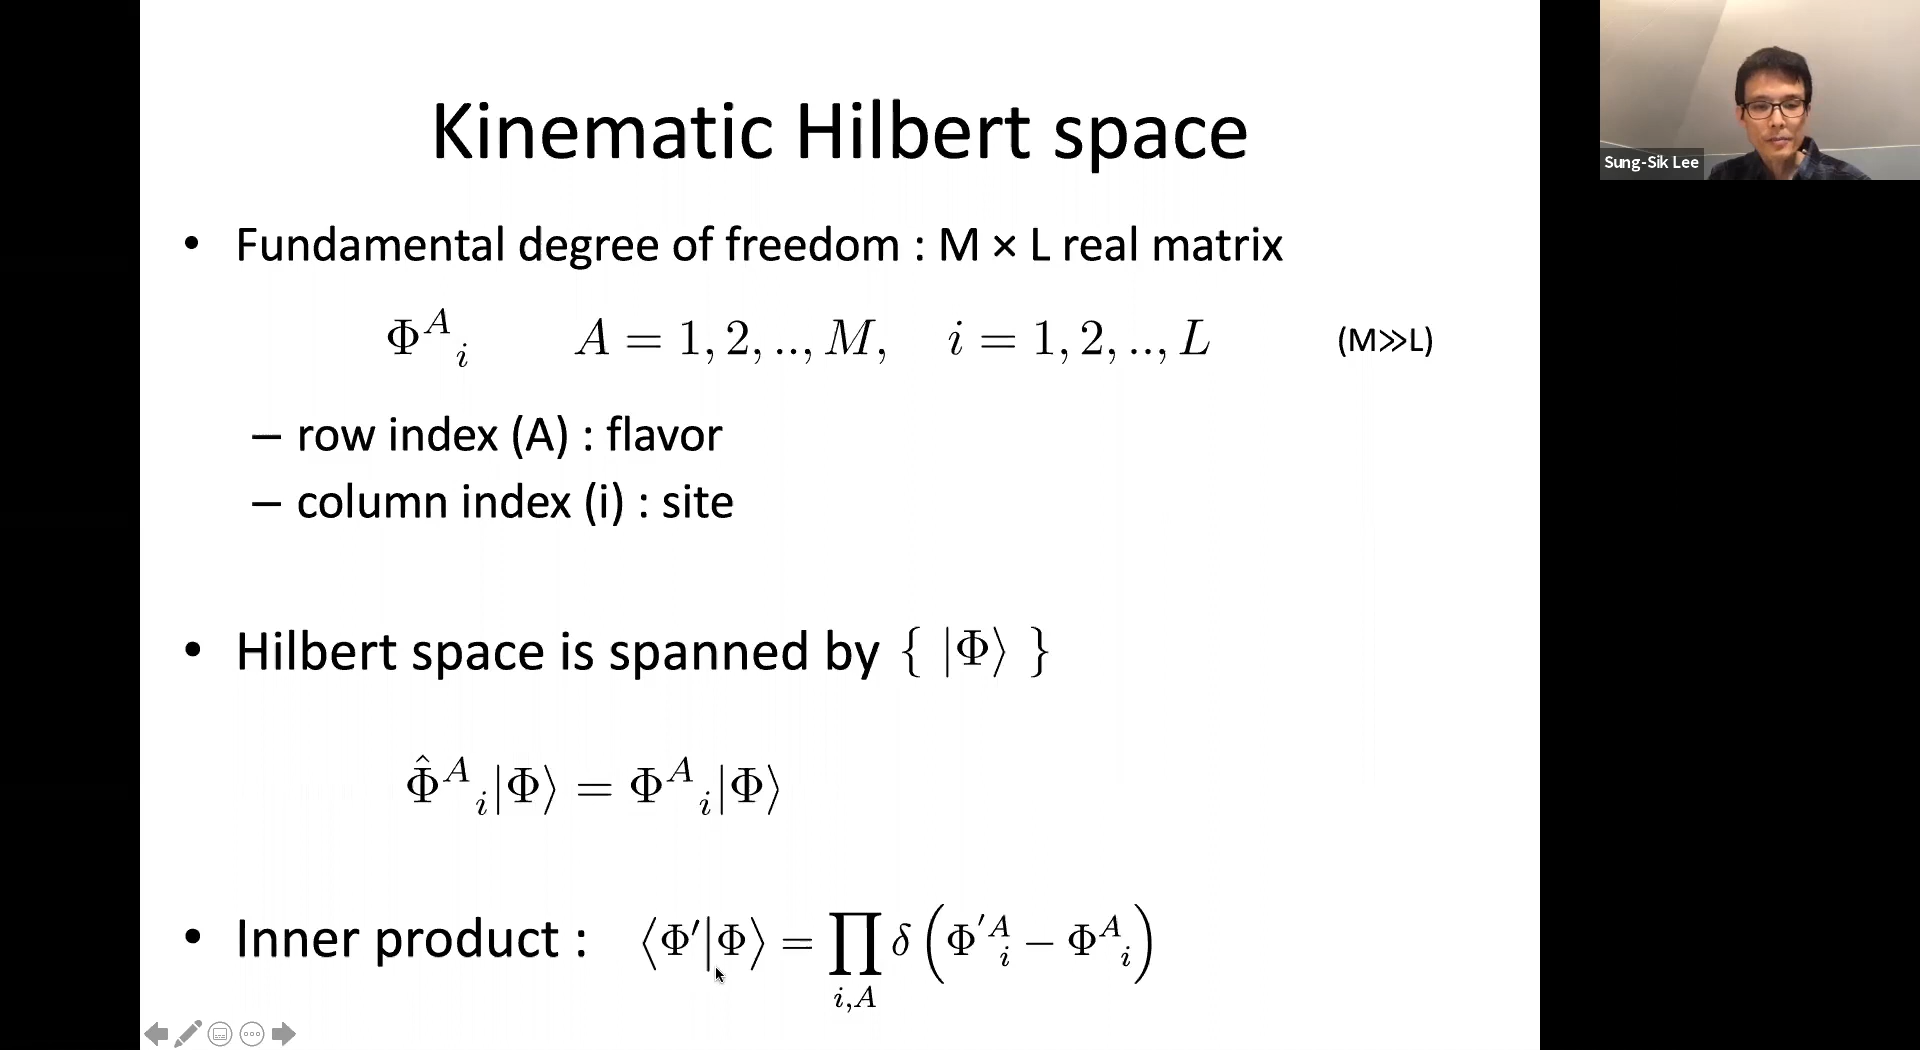 Kinematic Hilbert space
• Fundamental degree of freedom : M × L real matrix
Φ^A_i   A = 1, 2, .., M,   i = 1, 2, .., L   (M≫L)
– row index (A) : flavor
– column index (i) : site
• Hilbert space is spanned by { |Φ⟩ }
Φ̂^A_i|Φ⟩ = Φ^A_i|Φ⟩
• Inner product : ⟨Φ′|Φ⟩ = ∏_{i,A} δ (Φ′^A_i − Φ^A_i)
Sung-Sik Lee